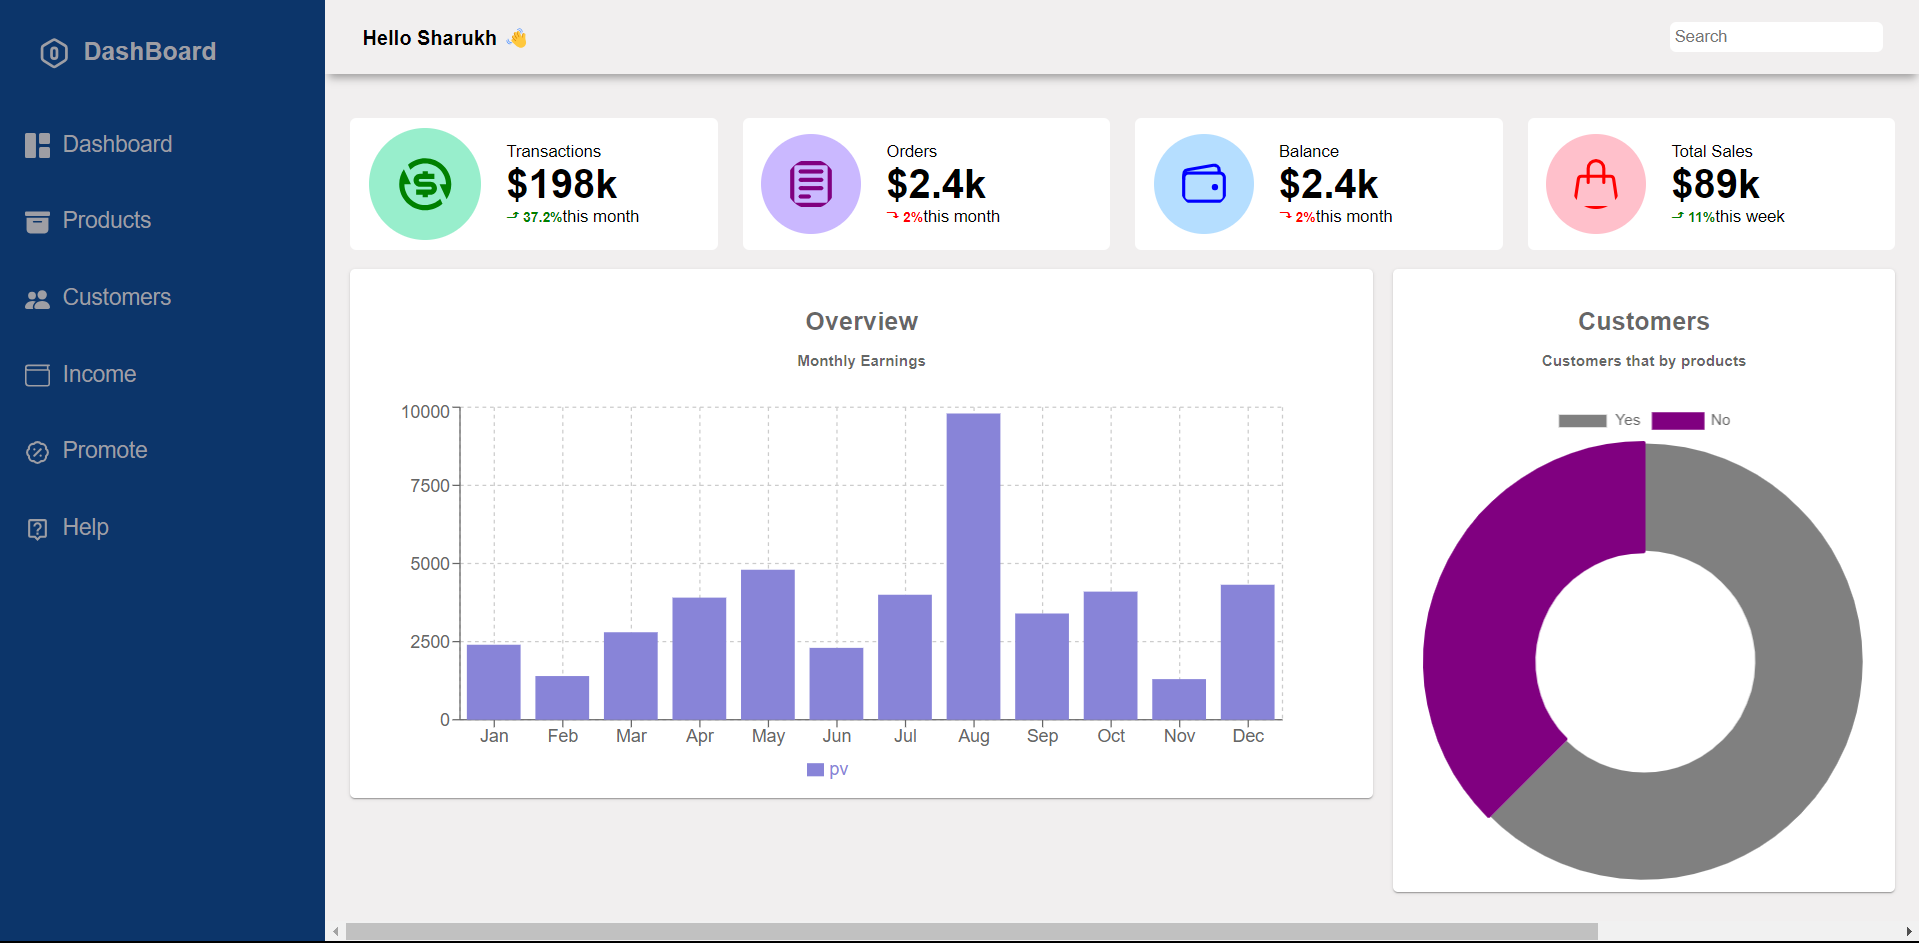 DashBoard
Dashboard
Products
Customers
Income
Promote
Help
Hello Sharukh 👋
Search
Transactions
$198k
37.2%this month
Orders
$2.4k
2%this month
Balance
$2.4k
2%this month
Total Sales
$89k
11%this week
Overview
Monthly Earnings
10000
7500
5000
2500
0
Jan Feb Mar Apr May Jun Jul Aug Sep Oct Nov Dec
pv
Customers
Customers that by products
Yes No